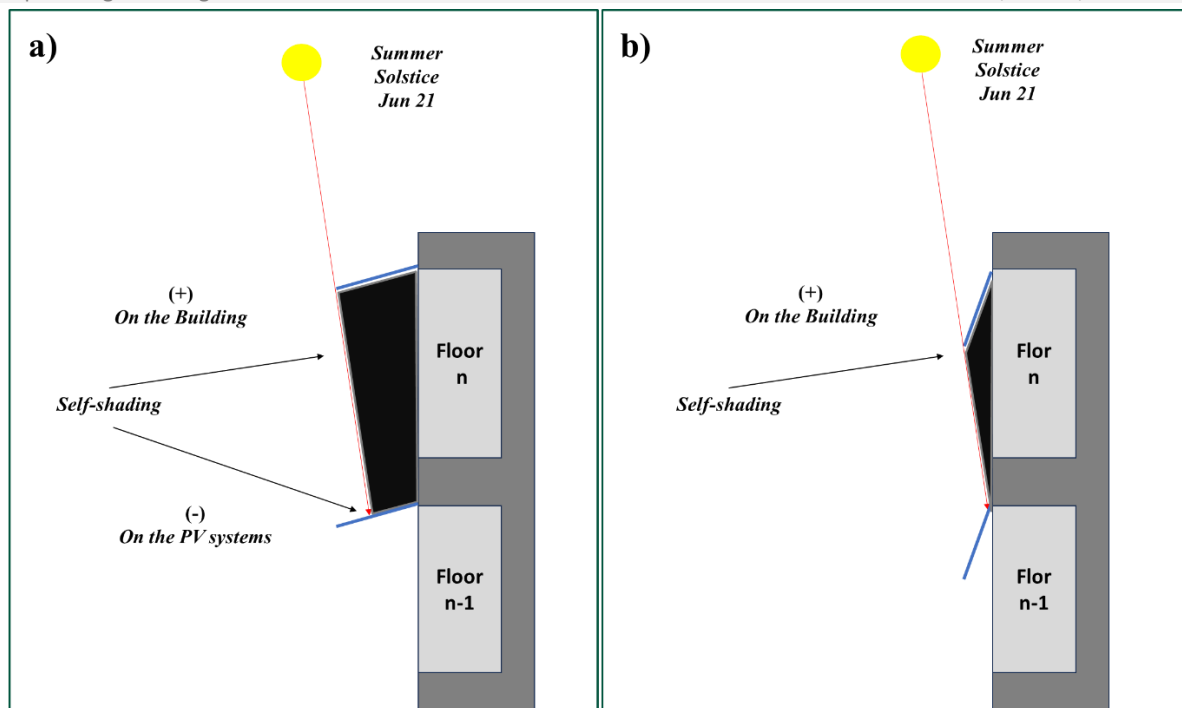 a)
Summer
Solstice
Jun 21
(+)
On the Building
Self-shading
(-)
On the PV systems
Floor
n
Floor
n-1
b)
Summer
Solstice
Jun 21
(+)
On the Building
Self-shading
Flor
n
Flor
n-1